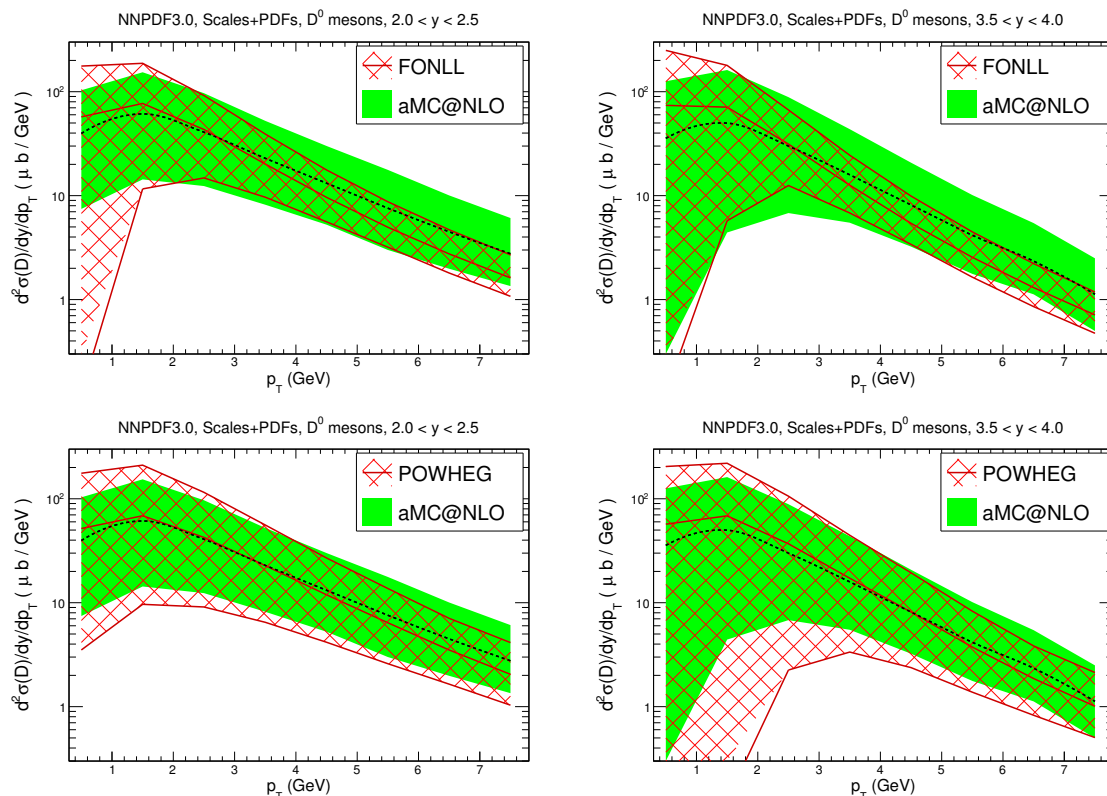 NNPDF3.0, Scales+PDFs, D⁰ mesons, 2.0 < y < 2.5
FONLL
aMC@NLO
d²σ(D)/dy/dp_T ( μ b / GeV )
10²
10
1
1 2 3 4 5 6 7
p_T (GeV)
NNPDF3.0, Scales+PDFs, D⁰ mesons, 3.5 < y < 4.0
FONLL
aMC@NLO
d²σ(D)/dy/dp_T ( μ b / GeV )
10²
10
1
1 2 3 4 5 6 7
p_T (GeV)
NNPDF3.0, Scales+PDFs, D⁰ mesons, 2.0 < y < 2.5
POWHEG
aMC@NLO
d²σ(D)/dy/dp_T ( μ b / GeV )
10²
10
1
1 2 3 4 5 6 7
p_T (GeV)
NNPDF3.0, Scales+PDFs, D⁰ mesons, 3.5 < y < 4.0
POWHEG
aMC@NLO
d²σ(D)/dy/dp_T ( μ b / GeV )
10²
10
1
1 2 3 4 5 6 7
p_T (GeV)